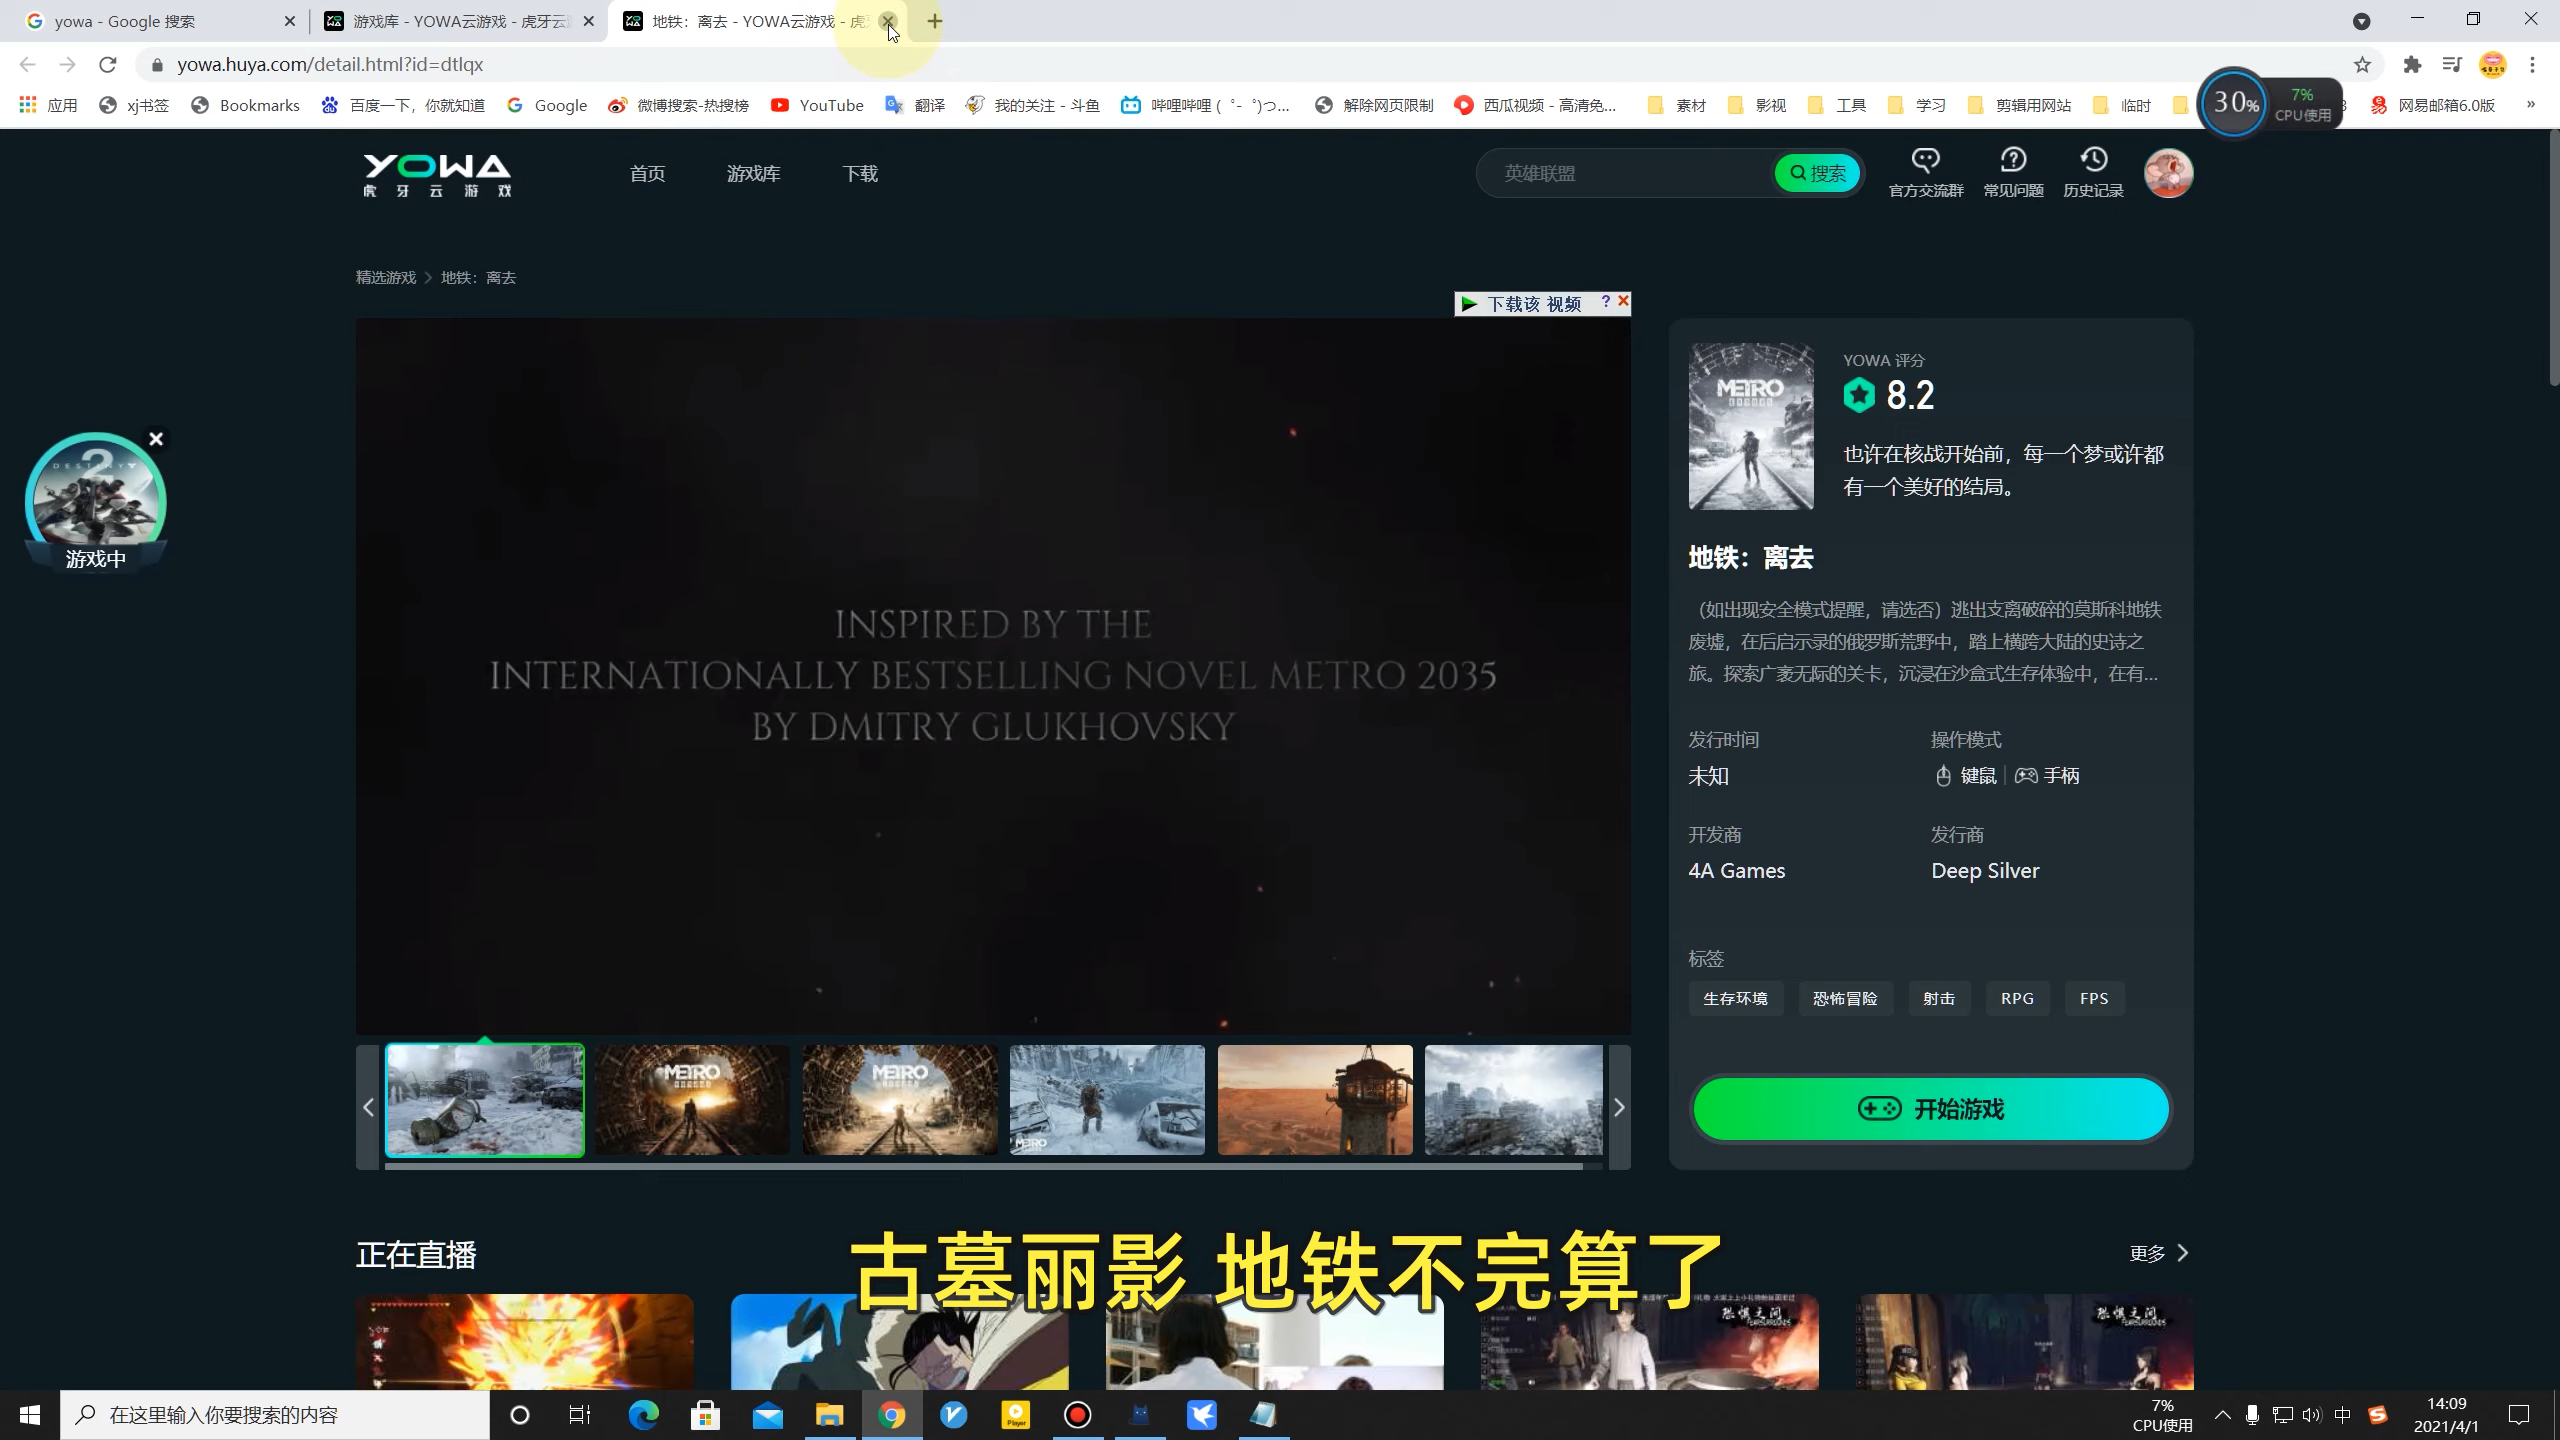 yowa - Google 搜索
游戏库 - YOWA云游戏 - 虎牙云
地铁：离去 - YOWA云游戏 - 虎
yowa.huya.com/detail.html?id=dtlqx
应用
xj书签
Bookmarks
百度一下，你就知道
Google
微博搜索-热搜榜
YouTube
翻译
我的关注 - 斗鱼
哔哩哔哩 ( ゜- ゜)つ...
解除网页限制
西瓜视频 - 高清免...
素材
影视
工具
学习
剪辑用网站
临时
30%
7%
CPU使用
网易邮箱6.0版
»
YOWA
虎牙云游戏
首页
游戏库
下载
英雄联盟
搜索
官方交流群
常见问题
历史记录
精选游戏 > 地铁：离去
下载该 视频 ?
DESTINY
2
游戏中
INSPIRED BY THE
INTERNATIONALLY BESTSELLING NOVEL METRO 2035
BY DMITRY GLUKHOVSKY
METRO
YOWA 评分
8.2
也许在核战开始前，每一个梦或许都
有一个美好的结局。
地铁：离去
（如出现安全模式提醒，请选否）逃出支离破碎的莫斯科地铁
废墟，在后启示录的俄罗斯荒野中，踏上横跨大陆的史诗之
旅。探索广袤无际的关卡，沉浸在沙盒式生存体验中，在有...
发行时间
操作模式
未知
键鼠
手柄
开发商
发行商
4A Games
Deep Silver
标签
生存环境
恐怖冒险
射击
RPG
FPS
METRO
METRO
METRO
开始游戏
正在直播
更多
古墓丽影 地铁不完算了
恐惧之间
恐惧之间
在这里输入你要搜索的内容
Player
7%
CPU使用
中
14:09
2021/4/1